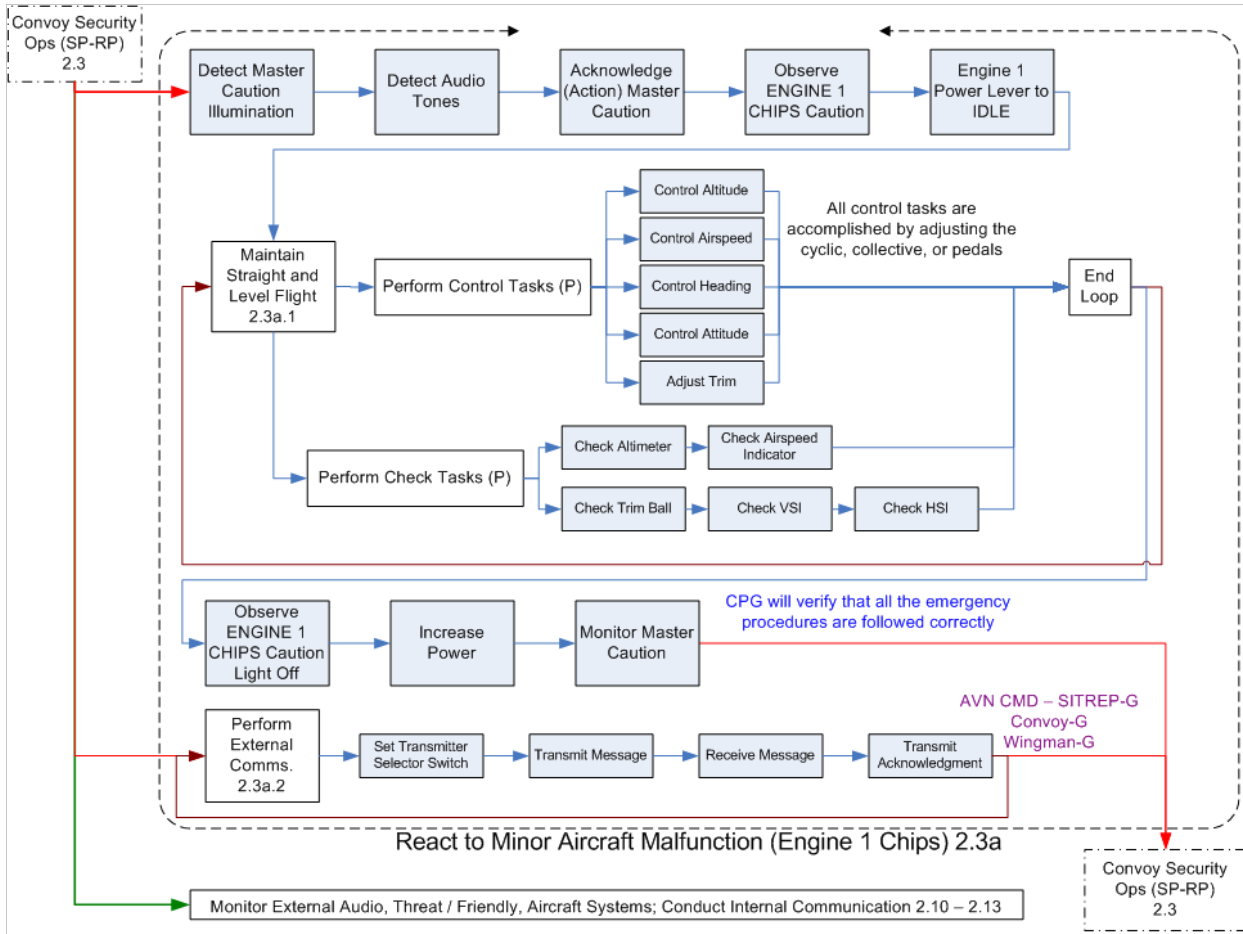 Convoy Security
Ops (SP-RP)
2.3
Detect Master
Caution
Illumination
Detect Audio
Tones
Acknowledge
(Action) Master
Caution
Observe
ENGINE 1
CHIPS Caution
Engine 1
Power Lever to
IDLE
Maintain
Straight and
Level Flight
2.3a.1
Perform Control Tasks (P)
Control Altitude
Control Airspeed
Control Heading
Control Attitude
Adjust Trim
All control tasks are
accomplished by adjusting the
cyclic, collective, or pedals
End
Loop
Perform Check Tasks (P)
Check Altimeter
Check Airspeed
Indicator
Check Trim Ball
Check VSI
Check HSI
Observe
ENGINE 1
CHIPS Caution
Light Off
Increase
Power
Monitor Master
Caution
CPG will verify that all the emergency
procedures are followed correctly
Perform
External
Comms.
2.3a.2
Set Transmitter
Selector Switch
Transmit Message
Receive Message
Transmit
Acknowledgment
AVN CMD – SITREP-G
Convoy-G
Wingman-G
React to Minor Aircraft Malfunction (Engine 1 Chips) 2.3a
Convoy Security
Ops (SP-RP)
2.3
Monitor External Audio, Threat / Friendly, Aircraft Systems; Conduct Internal Communication 2.10 – 2.13